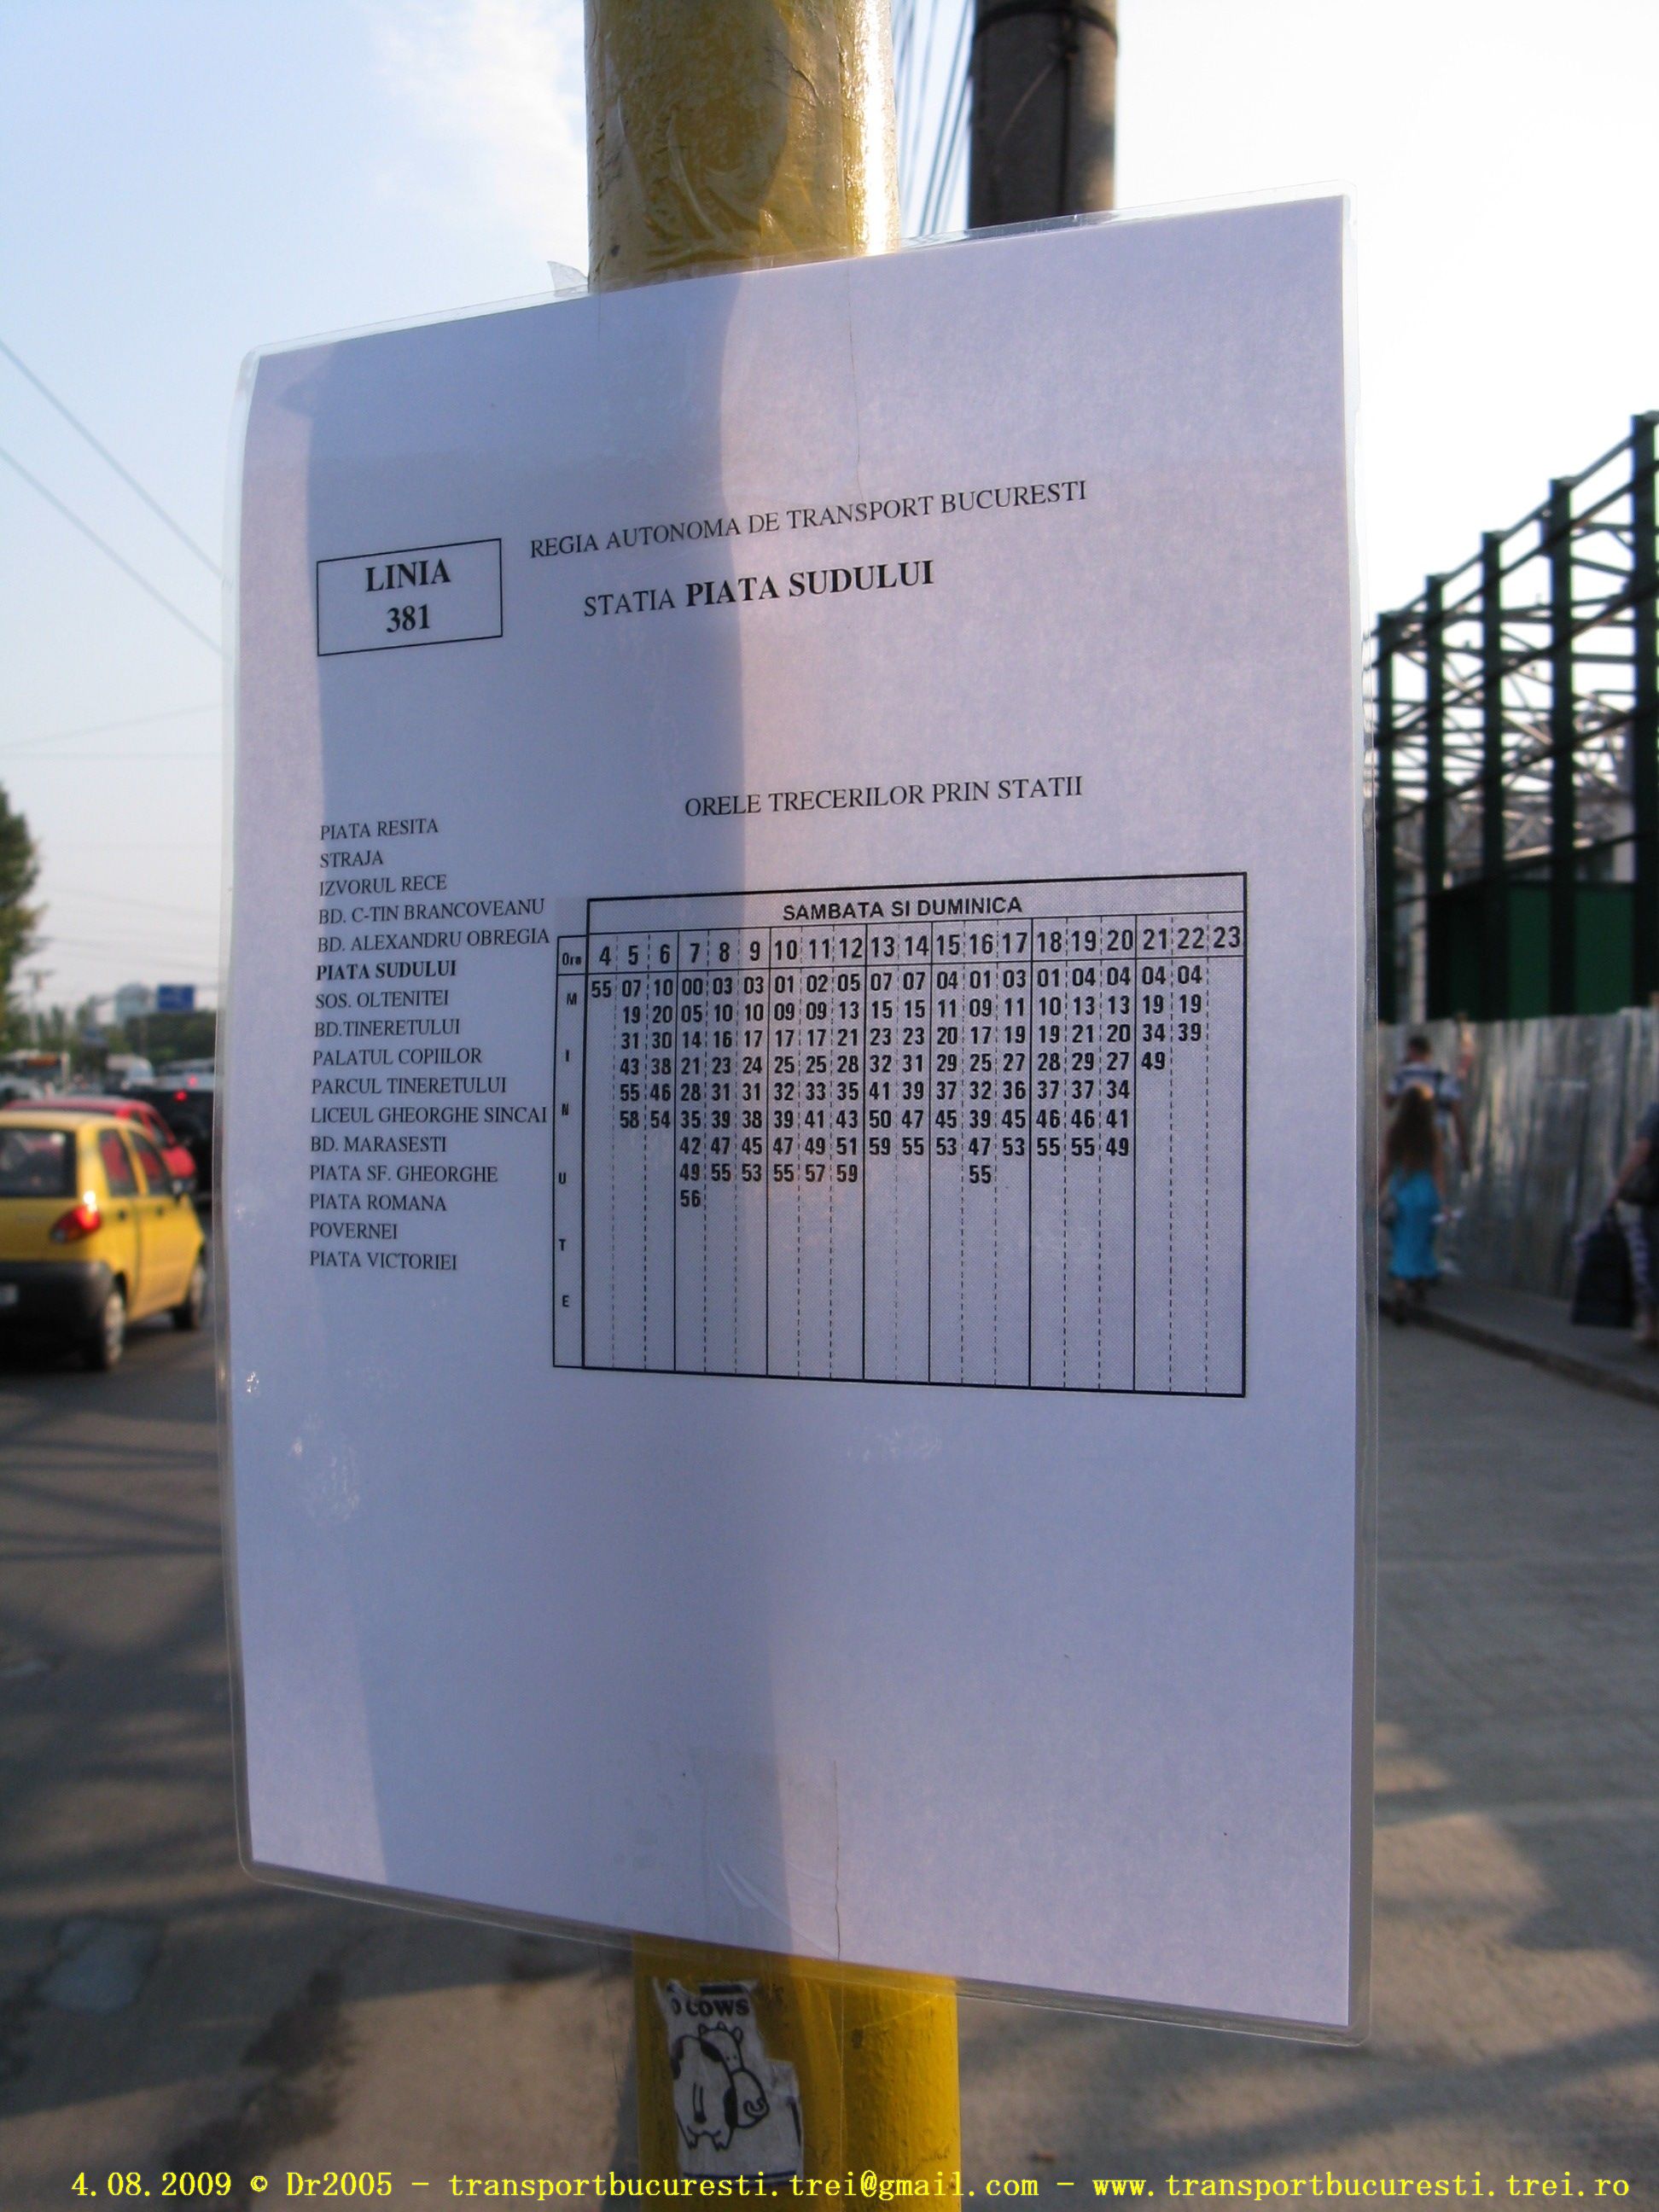 REGIA AUTONOMA DE TRANSPORT BUCURESTI
LINIA
381
STATIA PIATA SUDULUI
ORELE TRECERILOR PRIN STATII
PIATA RESITA
STRAJA
IZVORUL RECE
BD. C-TIN BRANCOVEANU
BD. ALEXANDRU OBREGIA
PIATA SUDULUI
SOS. OLTENITEI
BD.TINERETULUI
PALATUL COPIILOR
PARCUL TINERETULUI
LICEUL GHEORGHE SINCAI
BD. MARASESTI
PIATA SF. GHEORGHE
PIATA ROMANA
POVERNEI
PIATA VICTORIEI
SAMBATA SI DUMINICA
Ora 4 5 6 7 8 9 10 11 12 13 14 15 16 17 18 19 20 21 22 23
MINUTE
55 07 10 00 03 03 01 02 05 07 07 04 01 03 01 04 04 04 04
19 20 05 10 10 09 09 13 15 15 11 09 11 10 13 13 19 19
31 30 14 16 17 17 17 21 23 23 20 17 19 19 21 20 34 39
43 38 21 23 24 25 25 28 32 31 29 25 27 28 29 27 49
55 46 28 31 31 32 33 35 41 39 37 32 36 37 37 34
58 54 35 39 38 39 41 43 50 47 45 39 45 46 46 41
42 47 45 47 49 51 59 55 53 47 53 55 55 49
49 55 53 55 57 59 55
56
COWS
4.08.2009 © Dr2005 - transportbucuresti.trei@gmail.com - www.transportbucuresti.trei.ro